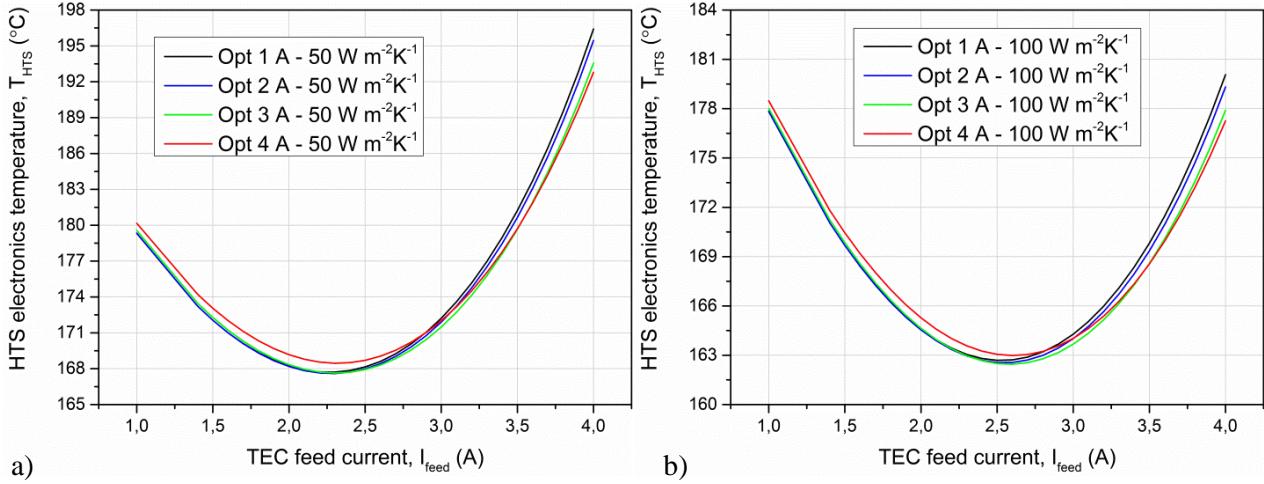 198
195
192
189
186
183
180
177
174
171
168
165
HTS electronics temperature, T_HTS (°C)
Opt 1 A - 50 W m⁻²K⁻¹
Opt 2 A - 50 W m⁻²K⁻¹
Opt 3 A - 50 W m⁻²K⁻¹
Opt 4 A - 50 W m⁻²K⁻¹
1,0 1,5 2,0 2,5 3,0 3,5 4,0
TEC feed current, I_feed (A)
a)
184
181
178
175
172
169
166
163
160
HTS electronics temperature, T_HTS (°C)
Opt 1 A - 100 W m⁻²K⁻¹
Opt 2 A - 100 W m⁻²K⁻¹
Opt 3 A - 100 W m⁻²K⁻¹
Opt 4 A - 100 W m⁻²K⁻¹
1,0 1,5 2,0 2,5 3,0 3,5 4,0
TEC feed current, I_feed (A)
b)